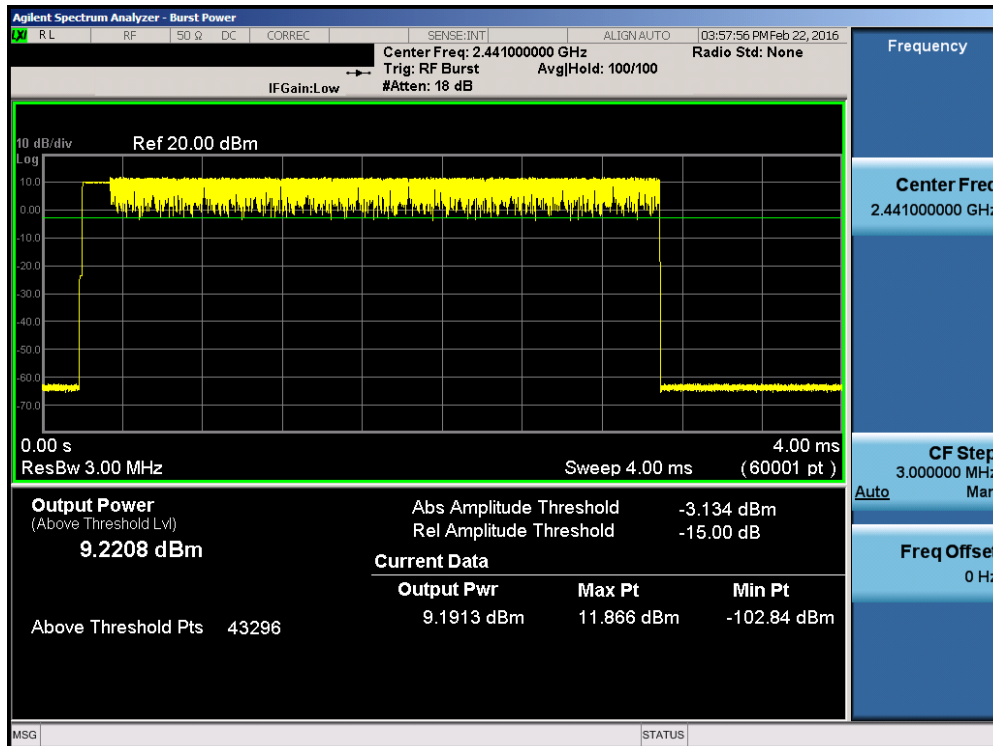 Agilent Spectrum Analyzer - Burst Power
LXI RL RF 50 Ω DC CORREC SENSE:INT ALIGN AUTO 03:57:56 PM Feb 22, 2016
Center Freq: 2.441000000 GHz Radio Std: None
Trig: RF Burst Avg|Hold: 100/100
IFGain:Low #Atten: 18 dB
10 dB/div Ref 20.00 dBm
Log
10.0
0.00
-10.0
-20.0
-30.0
-40.0
-50.0
-60.0
-70.0
0.00 s 4.00 ms
ResBw 3.00 MHz Sweep 4.00 ms (60001 pt)
Output Power
(Above Threshold Lvl)
9.2208 dBm
Above Threshold Pts 43296
Abs Amplitude Threshold -3.134 dBm
Rel Amplitude Threshold -15.00 dB
Current Data
Output Pwr Max Pt Min Pt
9.1913 dBm 11.866 dBm -102.84 dBm
Frequency
Center Freq
2.441000000 GHz
CF Step
3.000000 MHz
Auto Man
Freq Offset
0 Hz
MSG STATUS